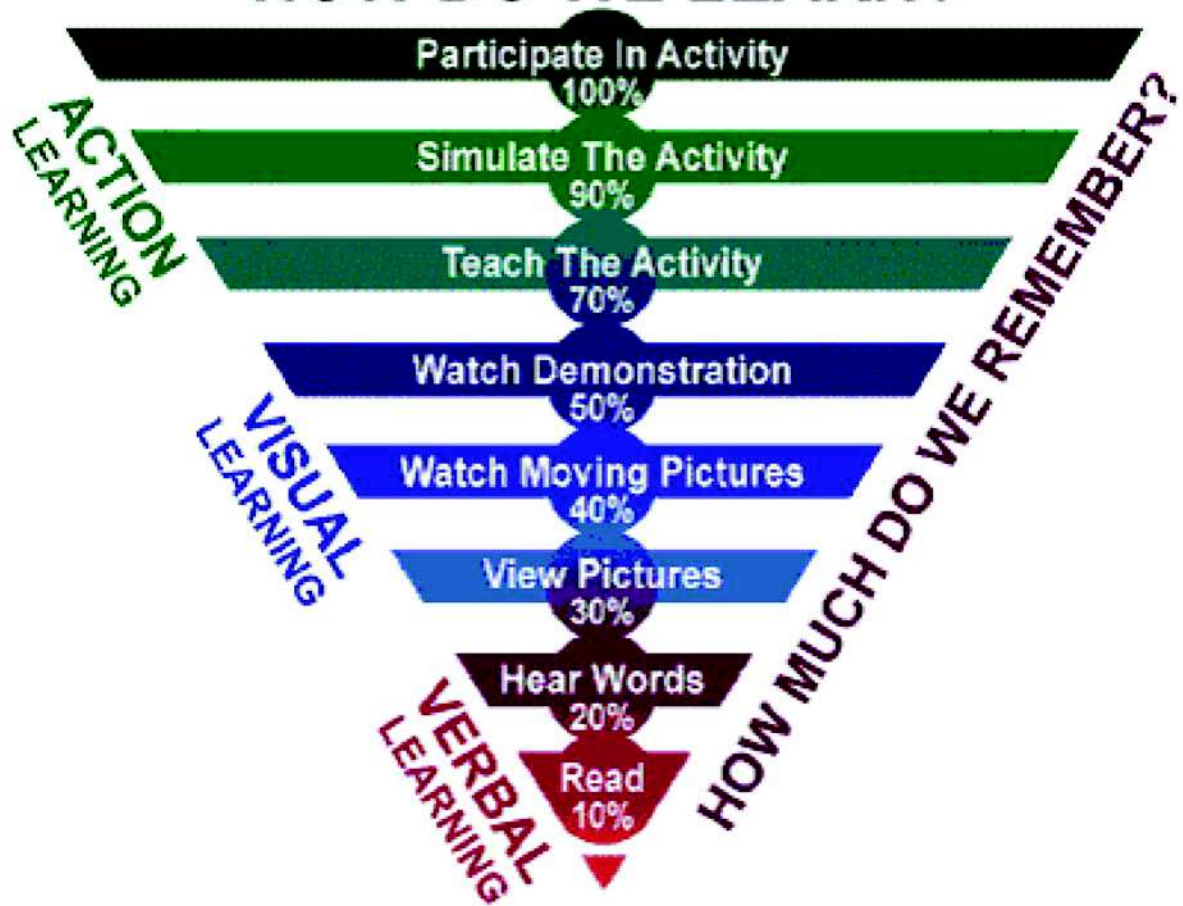 Participate In Activity
100%
Simulate The Activity
90%
Teach The Activity
70%
Watch Demonstration
50%
Watch Moving Pictures
40%
View Pictures
30%
Hear Words
20%
Read
10%
ACTION
LEARNING
VISUAL
LEARNING
VERBAL
LEARNING
HOW MUCH DO WE REMEMBER?